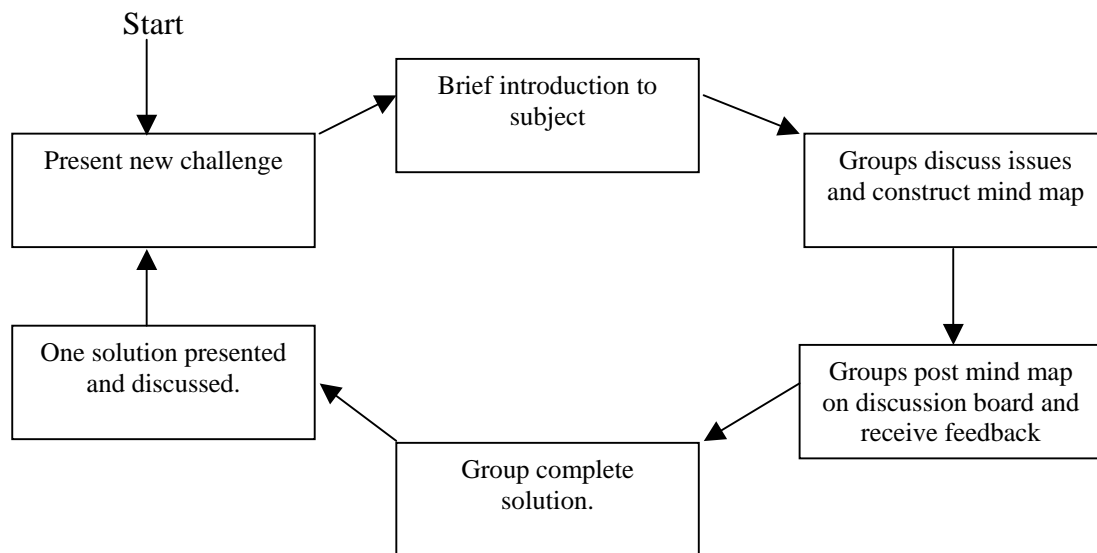 Start
Present new challenge
Brief introduction to
subject
Groups discuss issues
and construct mind map
Groups post mind map
on discussion board and
receive feedback
Group complete
solution.
One solution presented
and discussed.